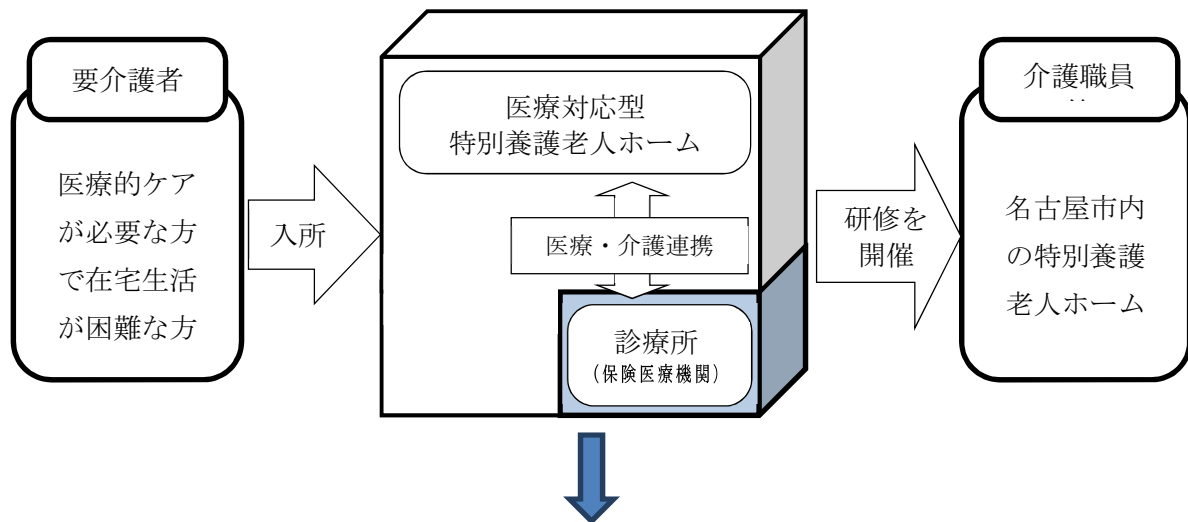 要介護者
医療的ケア
が必要な方
で在宅生活
が困難な方
入所
医療対応型
特別養護老人ホーム
医療・介護連携
診療所
(保険医療機関)
研修を
開催
介護職員
名古屋市内
の特別養護
老人ホーム